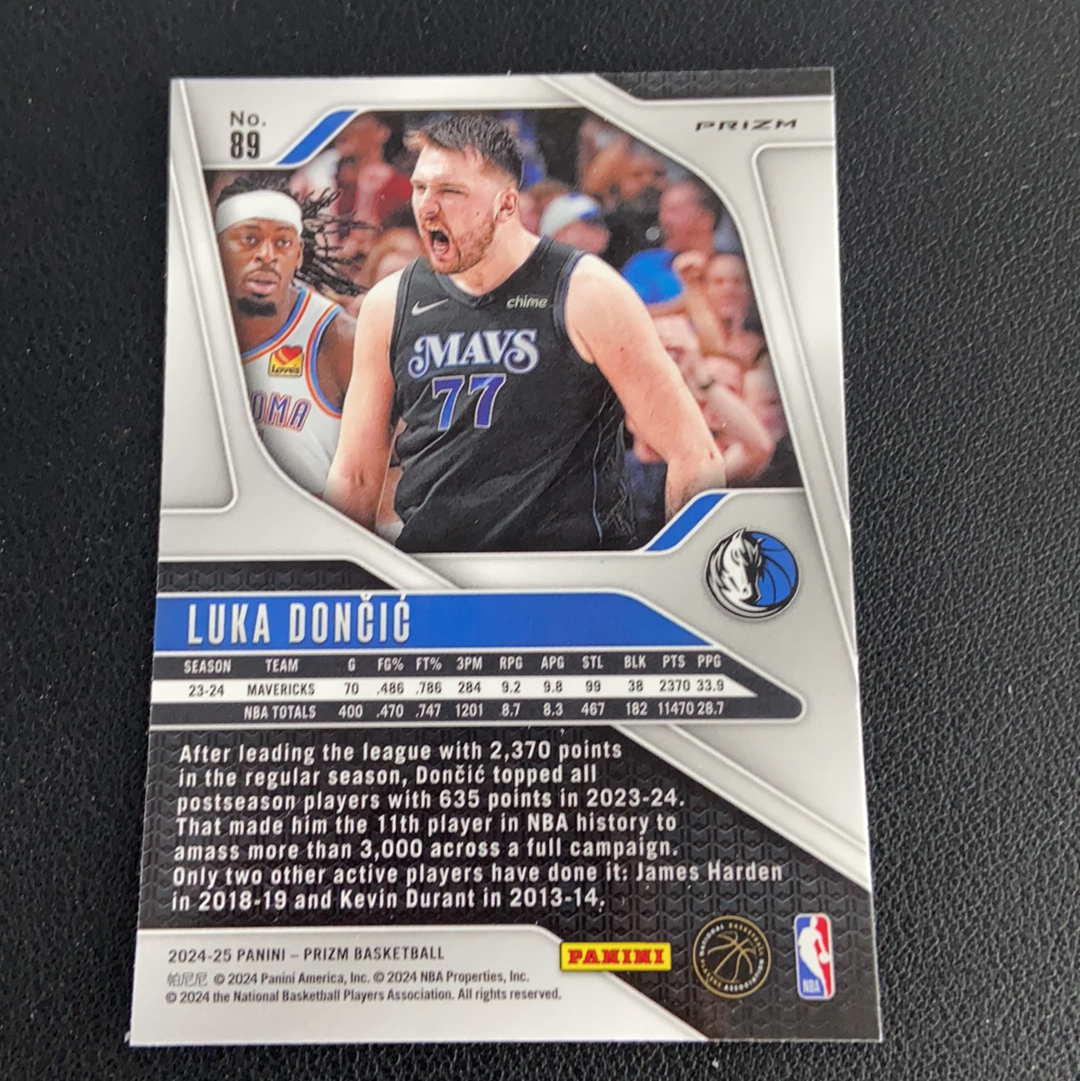 No.
89
PRIZM
chime
MAVS
77
Love's
OMA
LUKA DONČIĆ
SEASON TEAM G FG% FT% 3PM RPG APG STL BLK PTS PPG
23-24 MAVERICKS 70 .486 .786 284 9.2 9.8 99 38 2370 33.9
NBA TOTALS 400 .470 .747 1201 8.7 8.3 467 182 11470 28.7
After leading the league with 2,370 points
in the regular season, Dončić topped all
postseason players with 635 points in 2023-24.
That made him the 11th player in NBA history to
amass more than 3,000 across a full campaign.
Only two other active players have done it: James Harden
in 2018-19 and Kevin Durant in 2013-14.
2024-25 PANINI – PRIZM BASKETBALL
帕尼尼 © 2024 Panini America, Inc. © 2024 NBA Properties, Inc.
© 2024 the National Basketball Players Association. All rights reserved.
PANINI
NATIONAL BASKETBALL PLAYERS ASSOCIATION
NBA